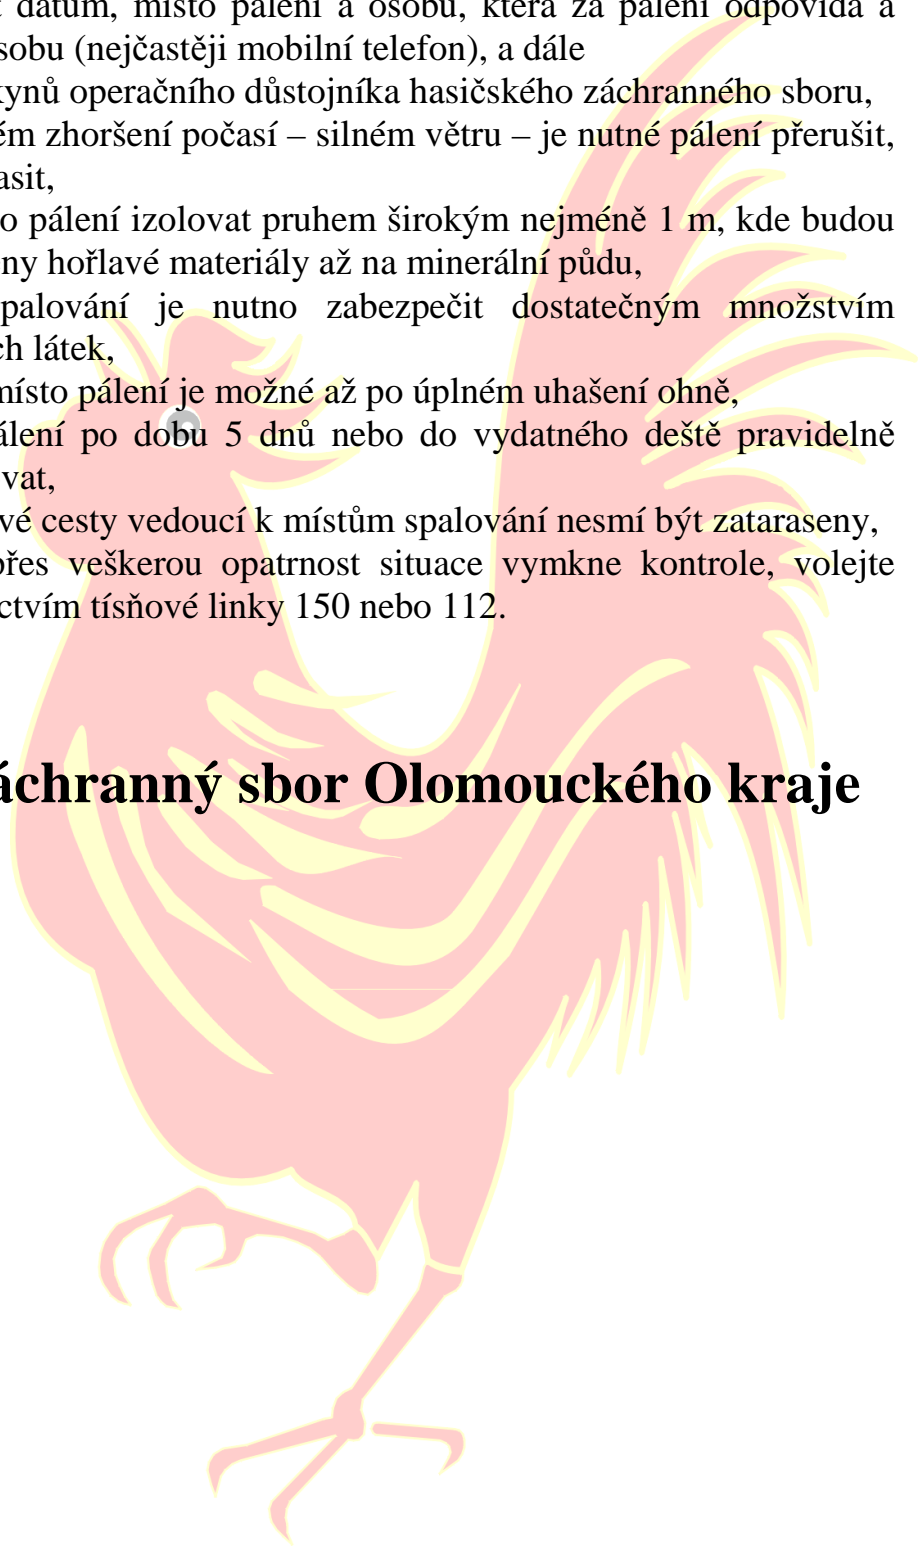 datum, místo pálení a osobu, která za pálení odpovídá a
sobu (nejčastěji mobilní telefon), a dále
kynů operačního důstojníka hasičského záchranného sboru,
ém zhoršení počasí – silném větru – je nutné pálení přerušit,
asit,
o pálení izolovat pruhem širokým nejméně 1 m, kde budou
ny hořlavé materiály až na minerální půdu,
spalování je nutno zabezpečit dostatečným množstvím
ch látek,
místo pálení je možné až po úplném uhašení ohně,
álení po dobu 5 dnů nebo do vydatného deště pravidelně
vat,
vé cesty vedoucí k místům spalování nesmí být zataraseny,
přes veškerou opatrnost situace vymkne kontrole, volejte
ctvím tísňové linky 150 nebo 112.
áchranný sbor Olomouckého kraje